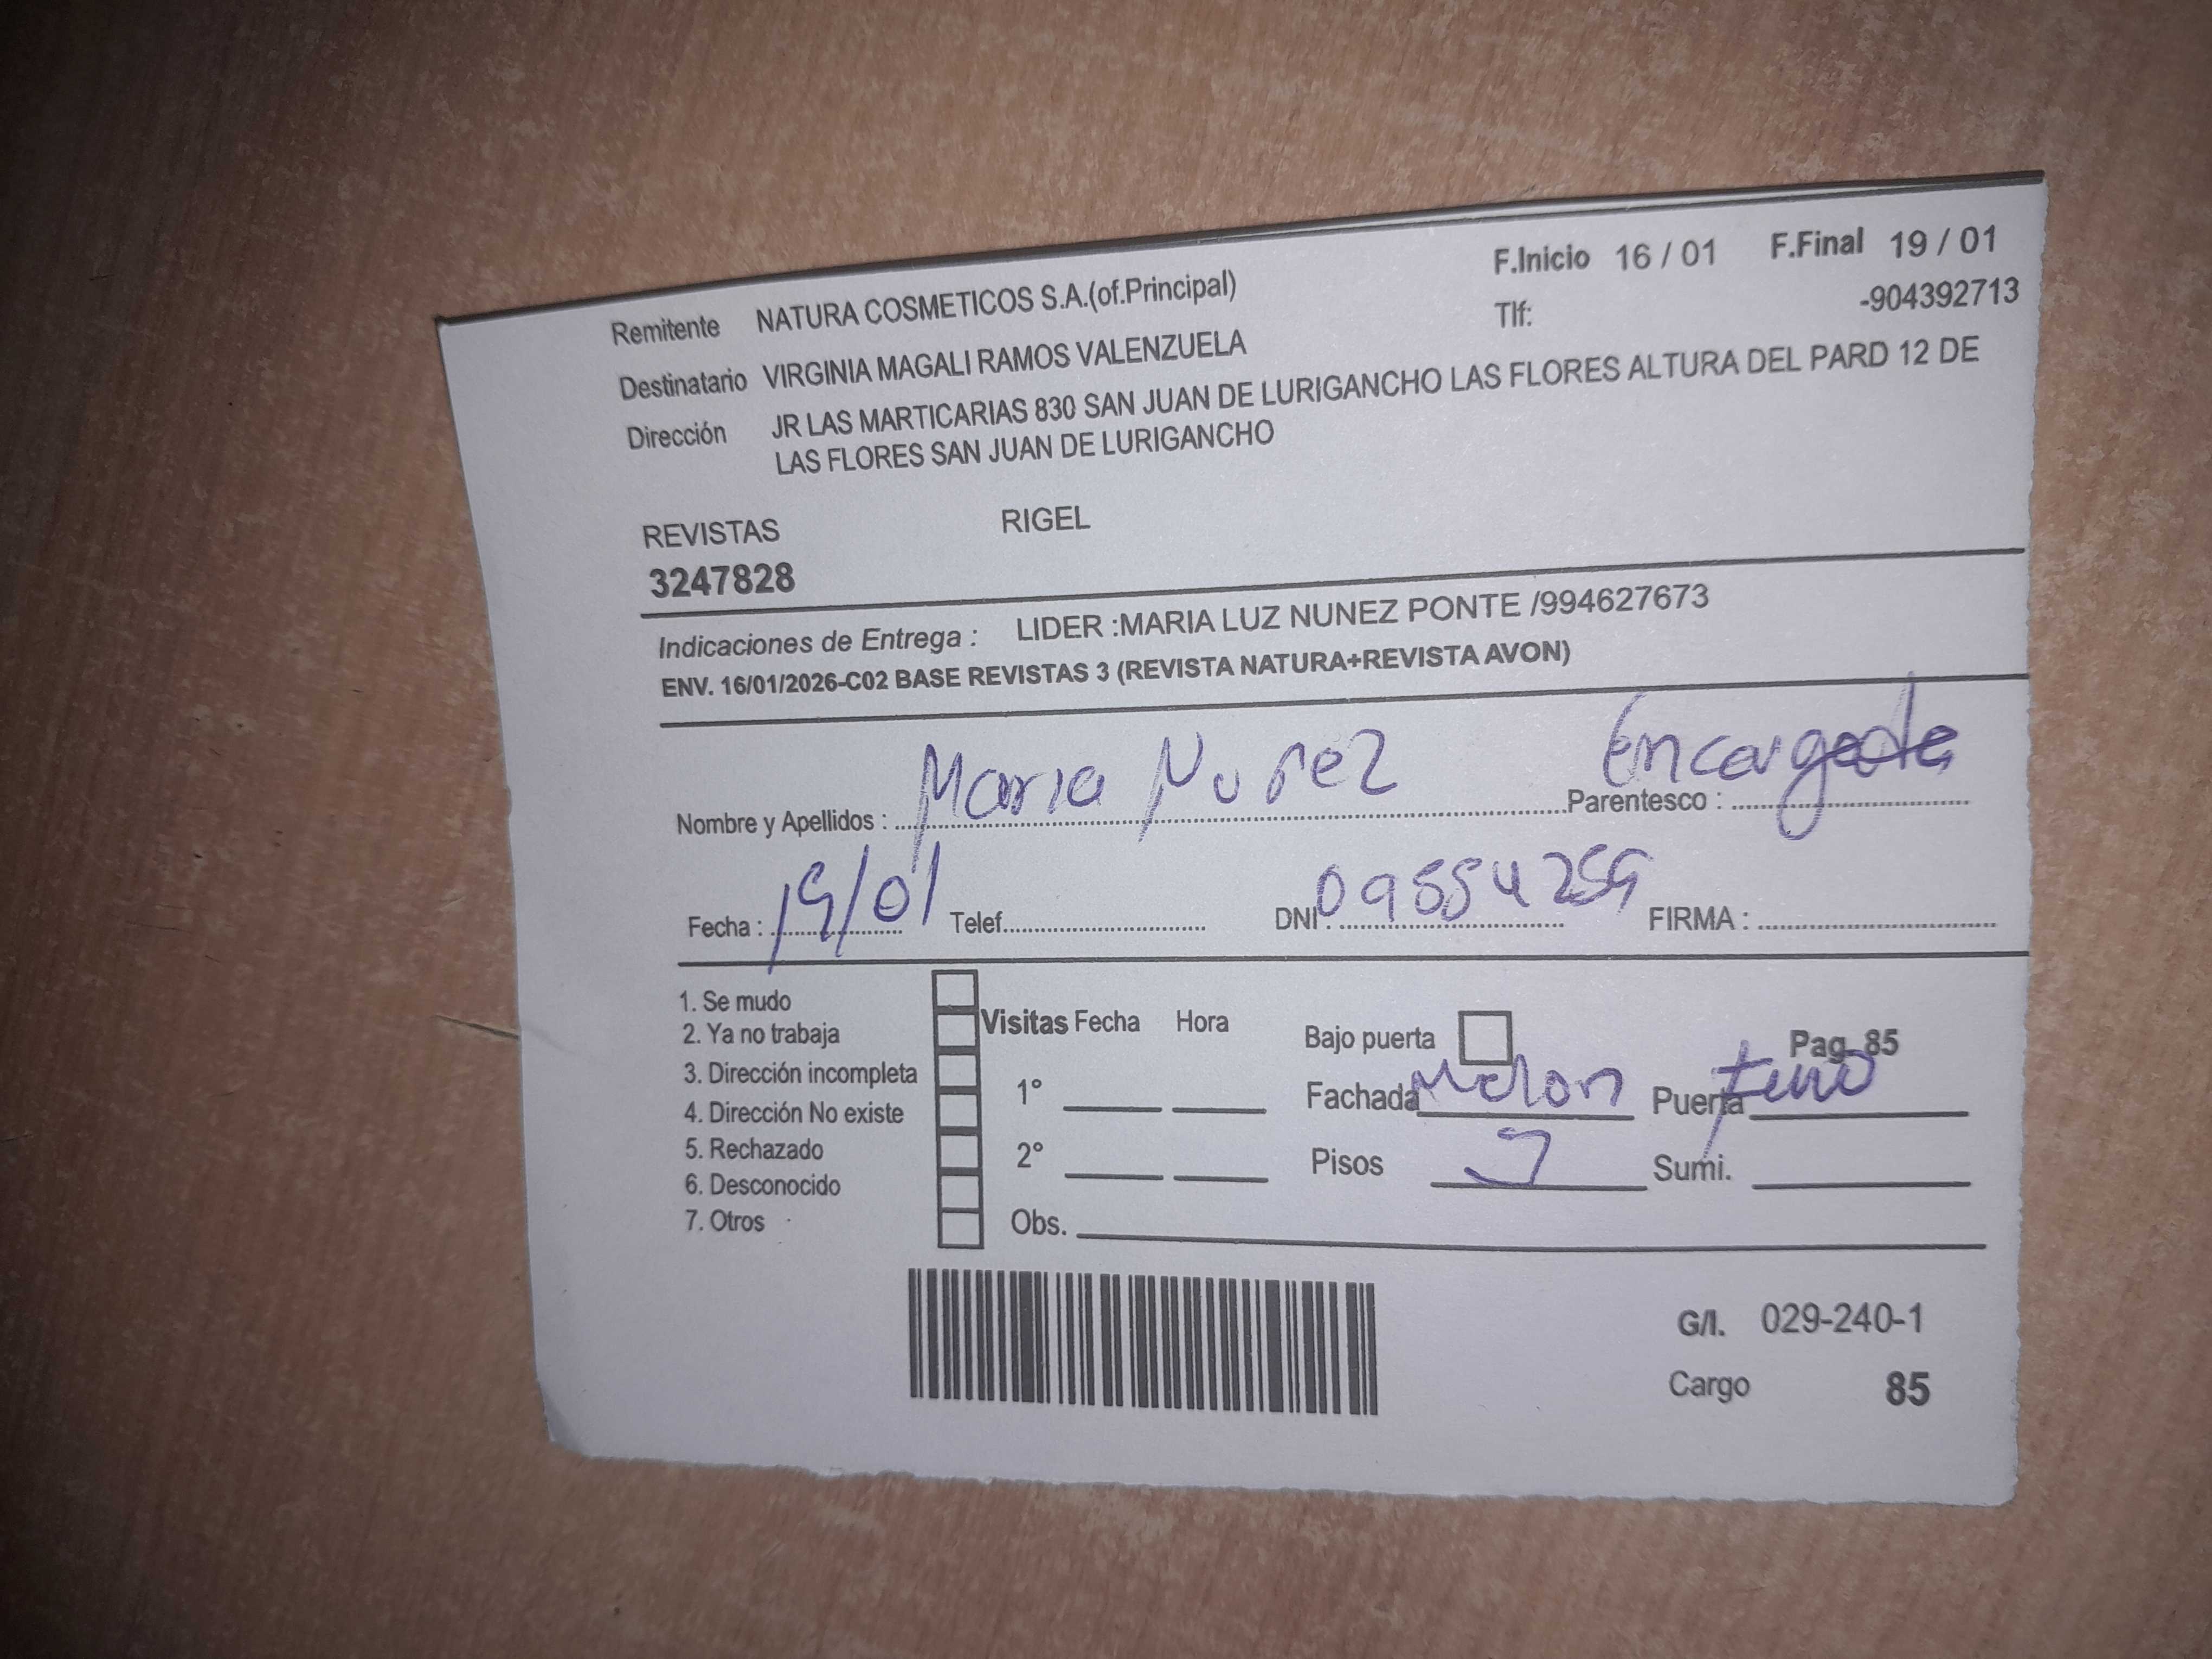 F.Inicio 16 / 01 F.Final 19 / 01
Remitente NATURA COSMETICOS S.A.(of.Principal) Tlf: -904392713
Destinatario VIRGINIA MAGALI RAMOS VALENZUELA
Dirección JR LAS MARTICARIAS 830 SAN JUAN DE LURIGANCHO LAS FLORES ALTURA DEL PARD 12 DE
LAS FLORES SAN JUAN DE LURIGANCHO
REVISTAS RIGEL
3247828
Indicaciones de Entrega : LIDER :MARIA LUZ NUNEZ PONTE /994627673
ENV. 16/01/2026-C02 BASE REVISTAS 3 (REVISTA NATURA+REVISTA AVON)
Nombre y Apellidos : Maria Nuñez Parentesco : Encargada
Fecha : 19/01 Telef. DNI: FIRMA :
1. Se mudo
2. Ya no trabaja
3. Dirección incompleta
4. Dirección No existe
5. Rechazado
6. Desconocido
7. Otros
Visitas Fecha Hora
1°
2°
Obs.
Bajo puerta Pag. 85
Fachada Melon Puerta
Pisos Sumi.
G/I. 029-240-1
Cargo 85